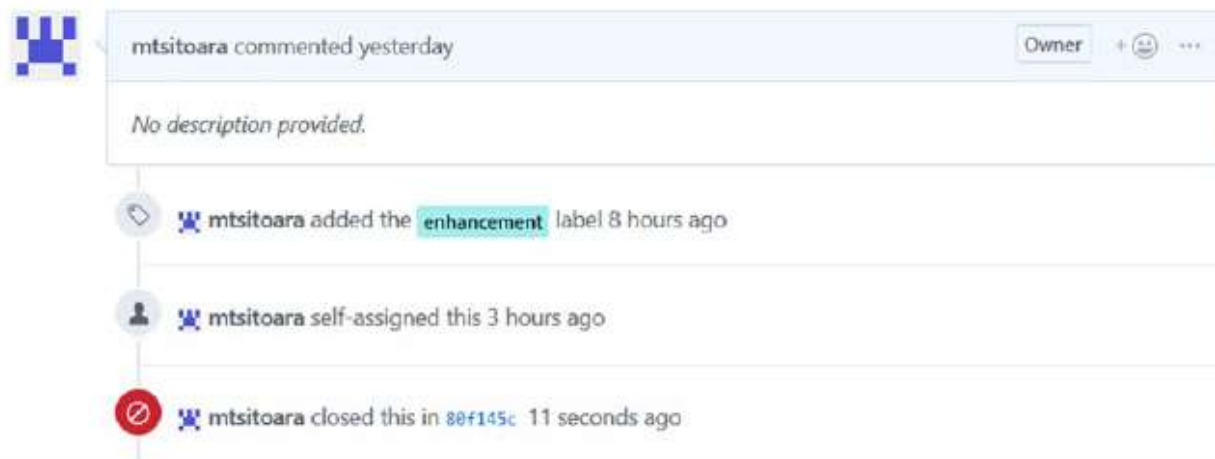 mtsitoara commented yesterday Owner
No description provided.
mtsitoara added the enhancement label 8 hours ago
mtsitoara self-assigned this 3 hours ago
mtsitoara closed this in 80f145c 11 seconds ago